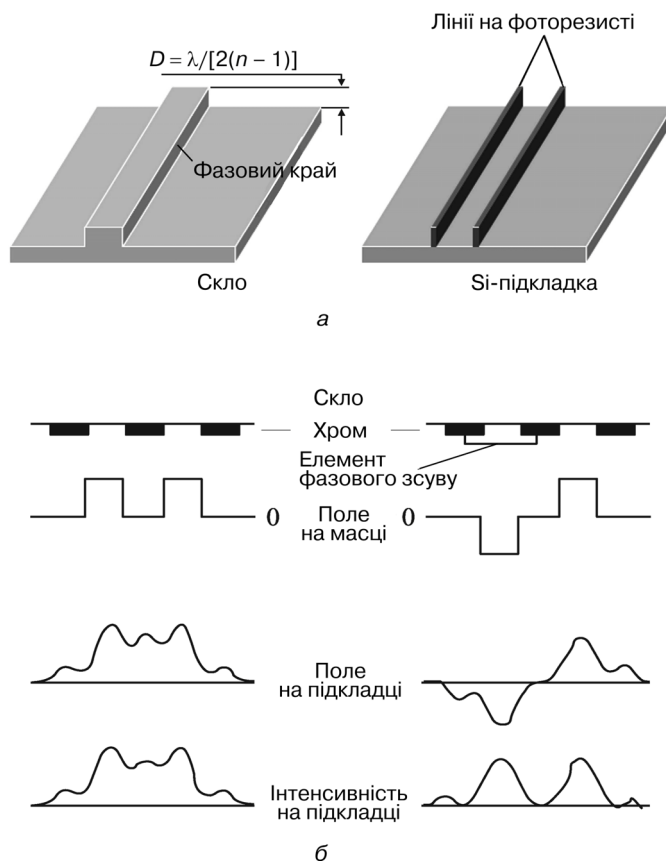 Лінії на фоторезисті
D = λ/[2(n − 1)]
Фазовий край
Скло
Si-підкладка
а
Скло
Хром
Елемент
фазового зсуву
0 Поле 0
на масці
Поле
на підкладці
Інтенсивність
на підкладці
б